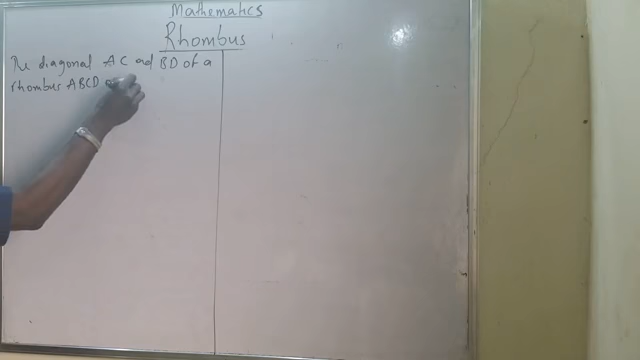 Mathematics
Rhombus
The diagonal AC and BD of a
rhombus ABCD